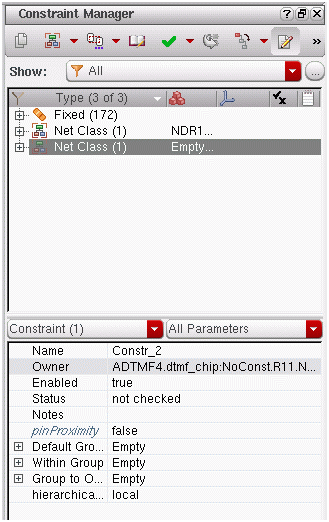 Constraint Manager
Show: All ...
Type (3 of 3)
Fixed (172)
Net Class (1) NDR1...
Net Class (1) Empty...
Constraint (1) All Parameters
Name Constr_2
Owner ADTMF4.dtmf_chip:NoConst.R11.N...
Enabled true
Status not checked
Notes
pinProximity false
Default Gro... Empty
Within Group Empty
Group to O... Empty
hierarchica... local